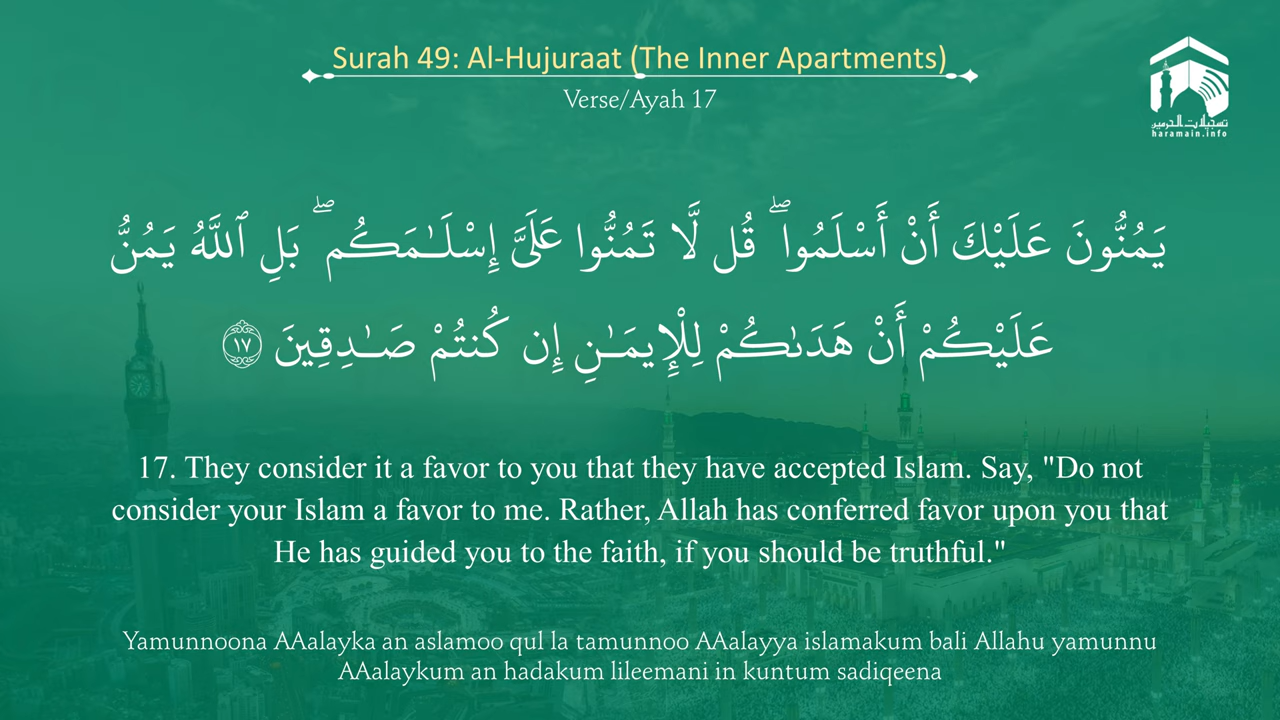 Surah 49: Al-Hujuraat (The Inner Apartments)
Verse/Ayah 17
تسجيلات الحرمين
haramain.info
يَمُنُّونَ عَلَيْكَ أَنْ أَسْلَمُوا۟ ۖ قُل لَّا تَمُنُّوا۟ عَلَىَّ إِسْلَـٰمَكُم ۖ بَلِ ٱللَّهُ يَمُنُّ
عَلَيْكُمْ أَنْ هَدَىٰكُمْ لِلْإِيمَـٰنِ إِن كُنتُمْ صَـٰدِقِينَ ١٧
17. They consider it a favor to you that they have accepted Islam. Say, "Do not
consider your Islam a favor to me. Rather, Allah has conferred favor upon you that
He has guided you to the faith, if you should be truthful."
Yamunnoona AAalayka an aslamoo qul la tamunnoo AAalayya islamakum bali Allahu yamunnu
AAalaykum an hadakum lileemani in kuntum sadiqeena